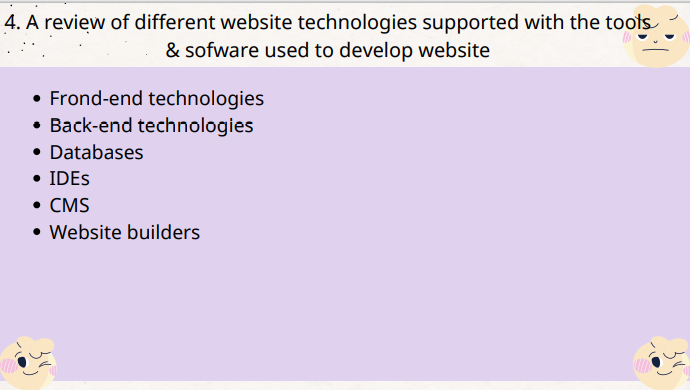 4. A review of different website technologies supported with the tools
& sofware used to develop website
• Frond-end technologies
• Back-end technologies
• Databases
• IDEs
• CMS
• Website builders